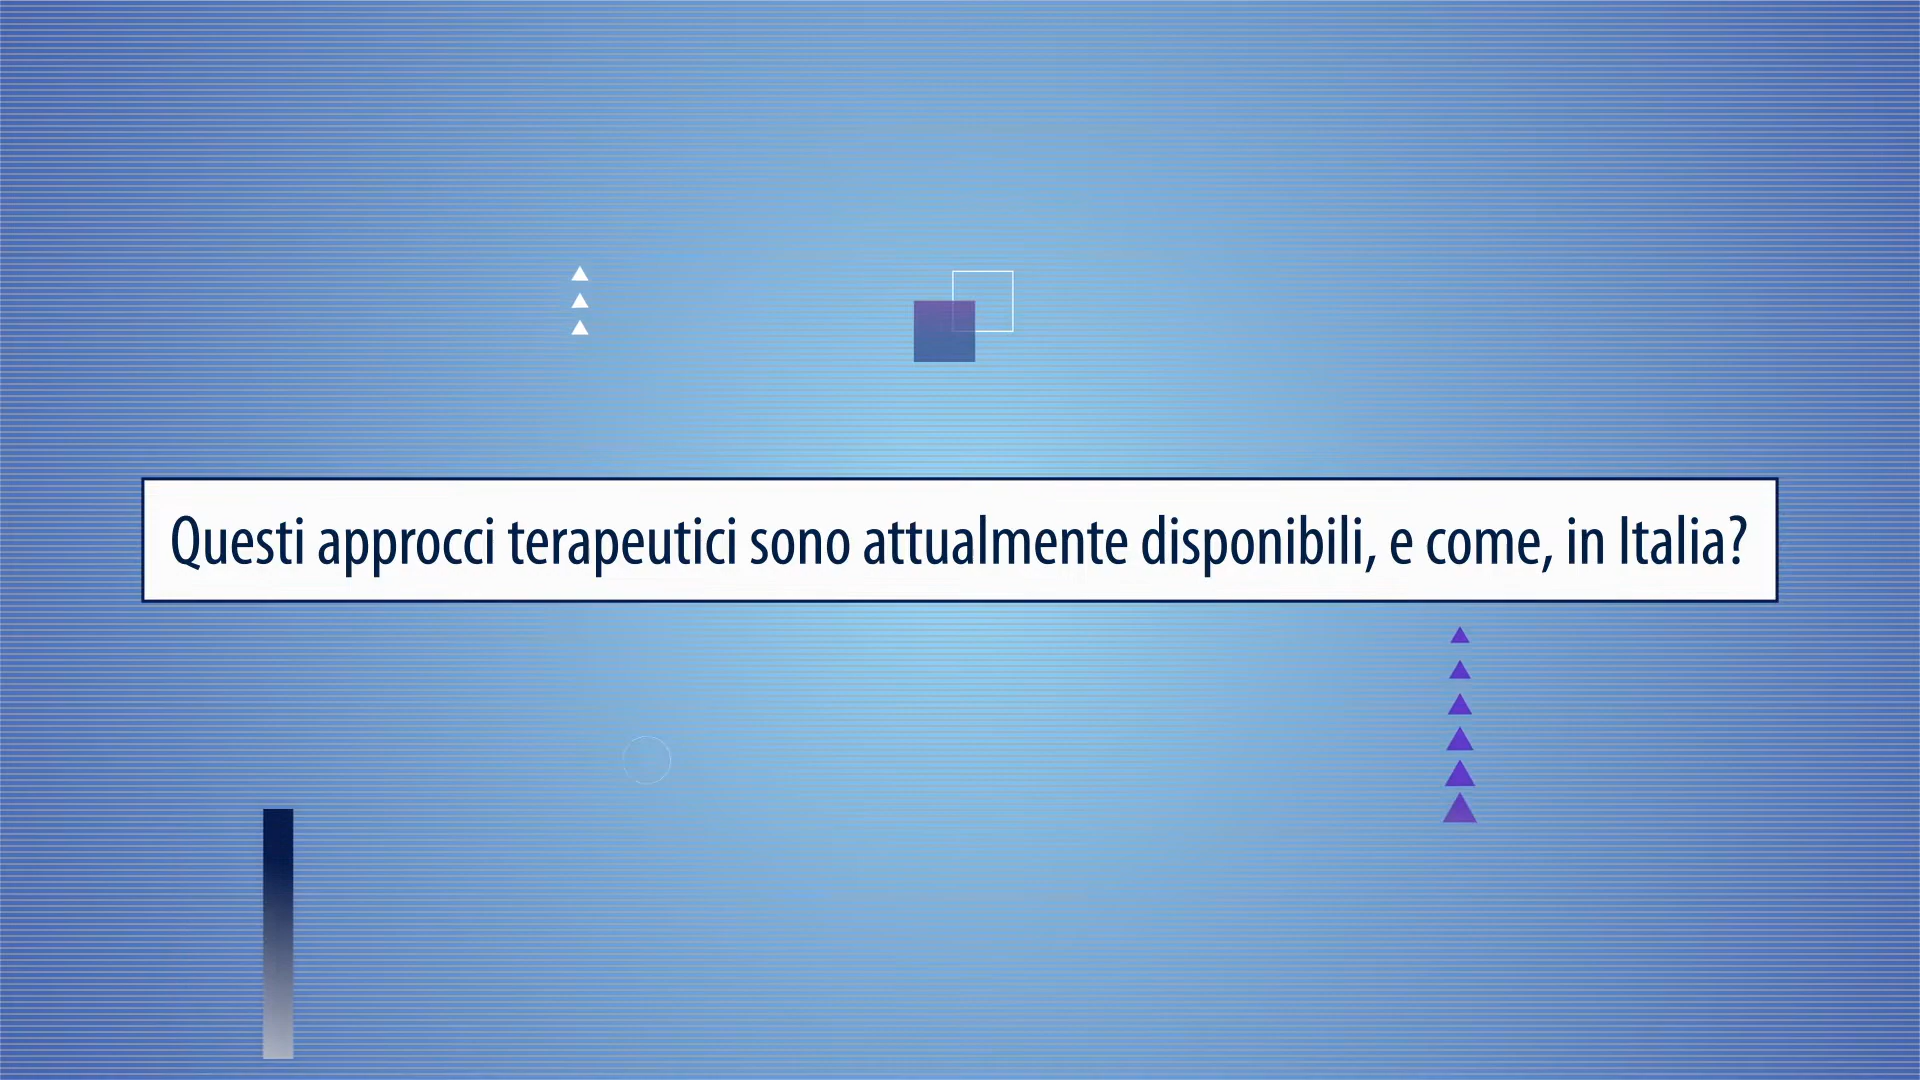 Questi approcci terapeutici sono attualmente disponibili, e come, in Italia?